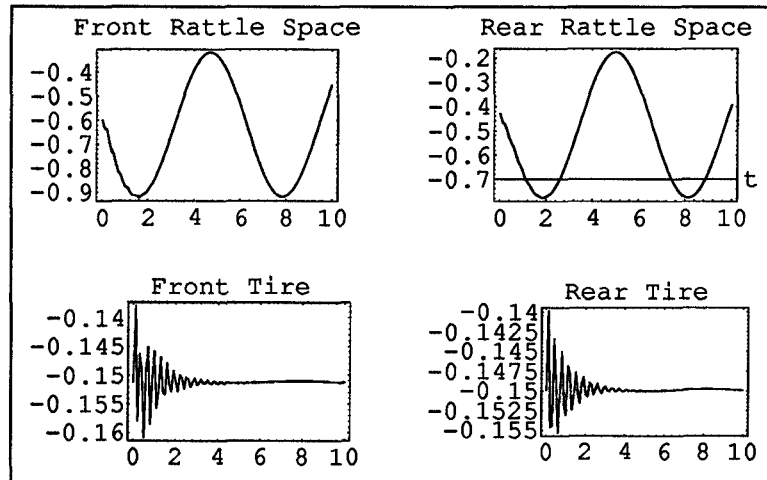 Front Rattle Space
-0.4
-0.5
-0.6
-0.7
-0.8
-0.9
0 2 4 6 8 10
Rear Rattle Space
-0.2
-0.3
-0.4
-0.5
-0.6
-0.7
t
0 2 4 6 8 10
Front Tire
-0.14
-0.145
-0.15
-0.155
-0.16
0 2 4 6 8 10
Rear Tire
-0.14
-0.1425
-0.145
-0.1475
-0.15
-0.1525
-0.155
0 2 4 6 8 10